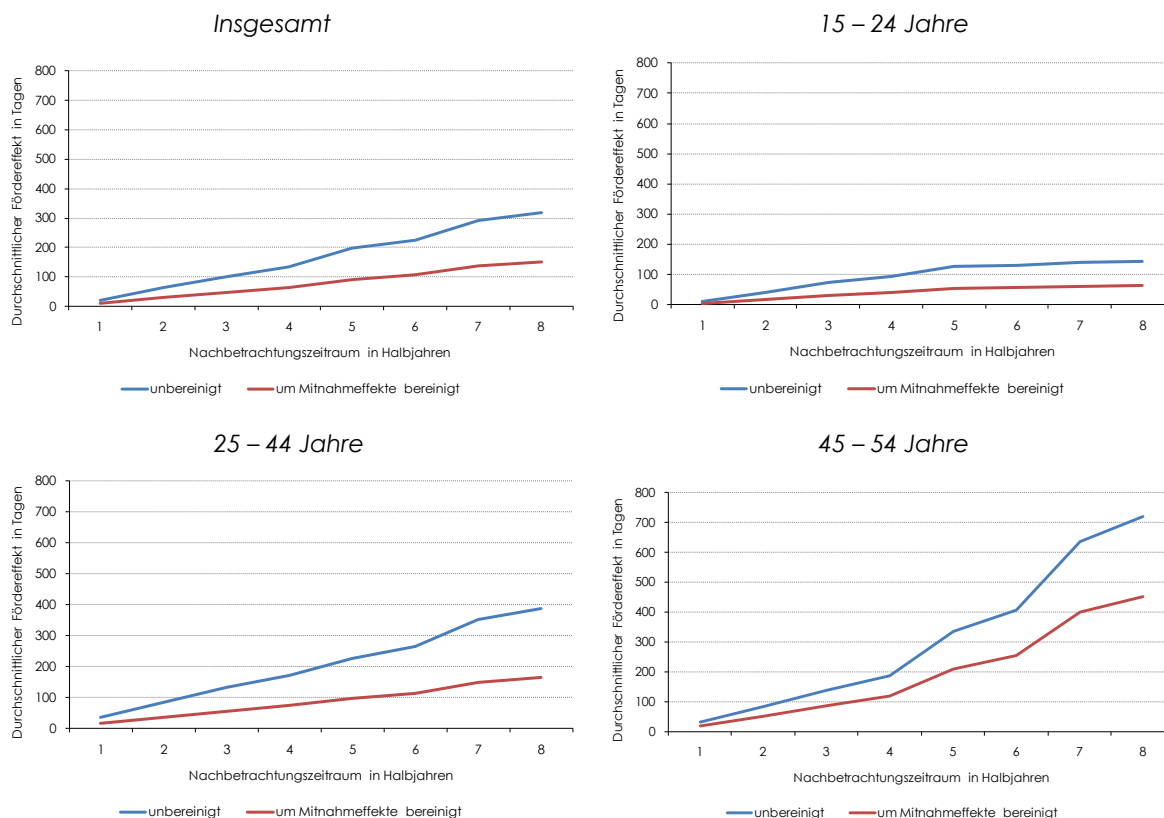 Insgesamt
Durchschnittlicher Fördereffekt in Tagen
800
700
600
500
400
300
200
100
0
1 2 3 4 5 6 7 8
Nachbetrachtungszeitraum in Halbjahren
unbereinigt um Mitnahmeffekte bereinigt
15 – 24 Jahre
Durchschnittlicher Fördereffekt in Tagen
800
700
600
500
400
300
200
100
0
1 2 3 4 5 6 7 8
Nachbetrachtungszeitraum in Halbjahren
unbereinigt um Mitnahmeffekte bereinigt
25 – 44 Jahre
Durchschnittlicher Fördereffekt in Tagen
800
700
600
500
400
300
200
100
0
1 2 3 4 5 6 7 8
Nachbetrachtungszeitraum in Halbjahren
unbereinigt um Mitnahmeffekte bereinigt
45 – 54 Jahre
Durchschnittlicher Fördereffekt in Tagen
800
700
600
500
400
300
200
100
0
1 2 3 4 5 6 7 8
Nachbetrachtungszeitraum in Halbjahren
unbereinigt um Mitnahmeffekte bereinigt